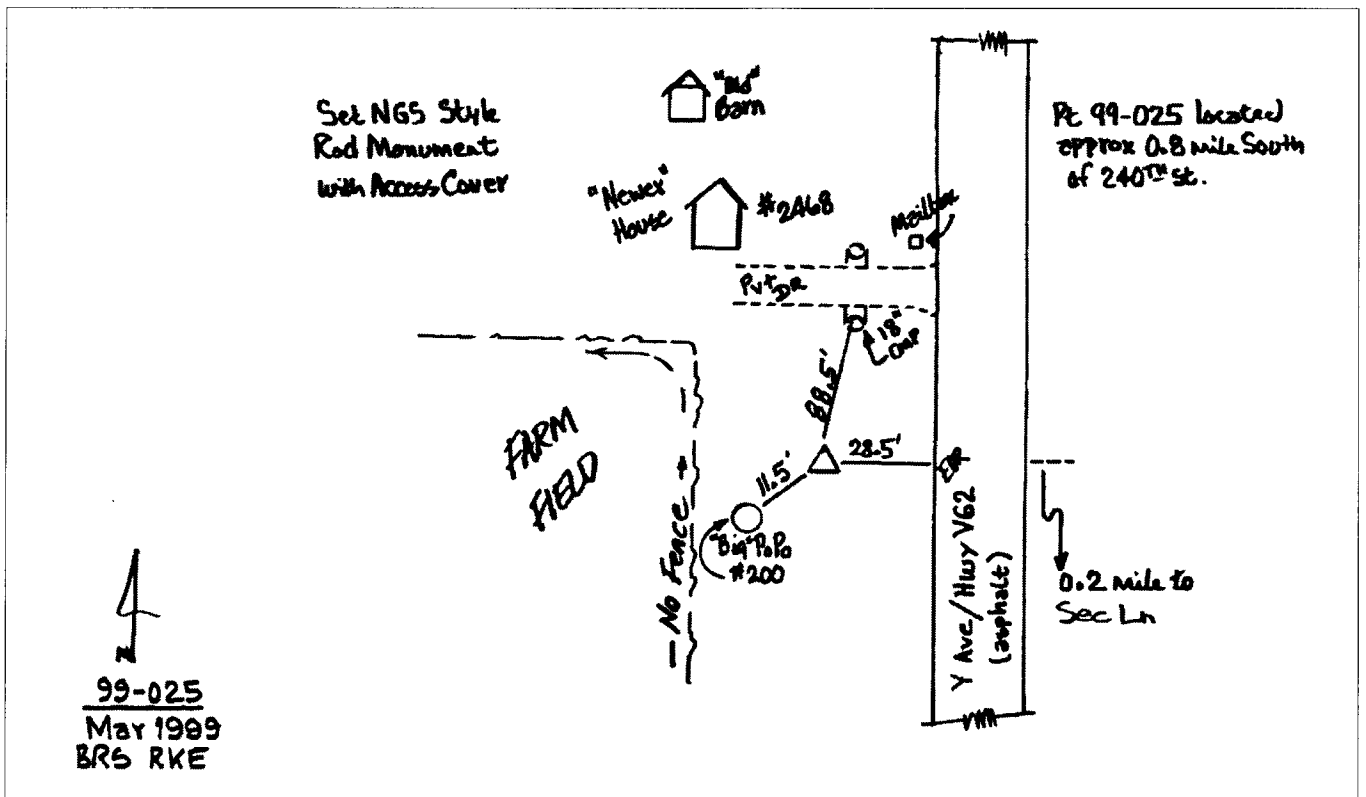 Set NGS Style
Rod Monument
with Access Cover
"Old"
Barn
Pt 99-025 located
approx 0.8 mile South
of 240TH St.
"Newer"
House
#2468
Mailbox
Pvt DR
18"
CMP
88.5'
FARM
FIELD
28.5'
EOP
11.5'
"Big" PoPo
#200
- No Fence -
Y Ave/Hwy V62
(asphalt)
0.2 mile to
Sec Ln
N
99-025
Mar 1999
BRS RKE